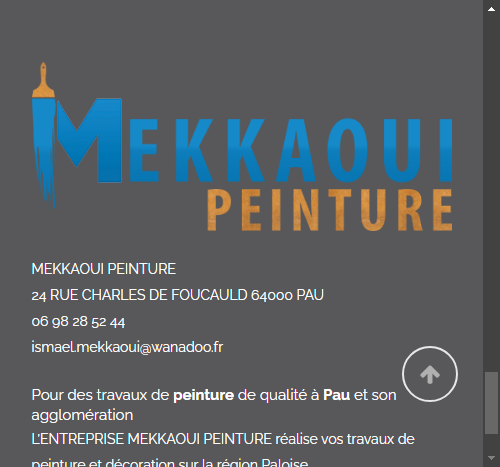 MEKKAOUI
PEINTURE
MEKKAOUI PEINTURE
24 RUE CHARLES DE FOUCAULD 64000 PAU
06 98 28 52 44
ismael.mekkaoui@wanadoo.fr
Pour des travaux de peinture de qualité à Pau et son
agglomération
L'ENTREPRISE MEKKAOUI PEINTURE réalise vos travaux de
peinture et décoration sur la région Paloise